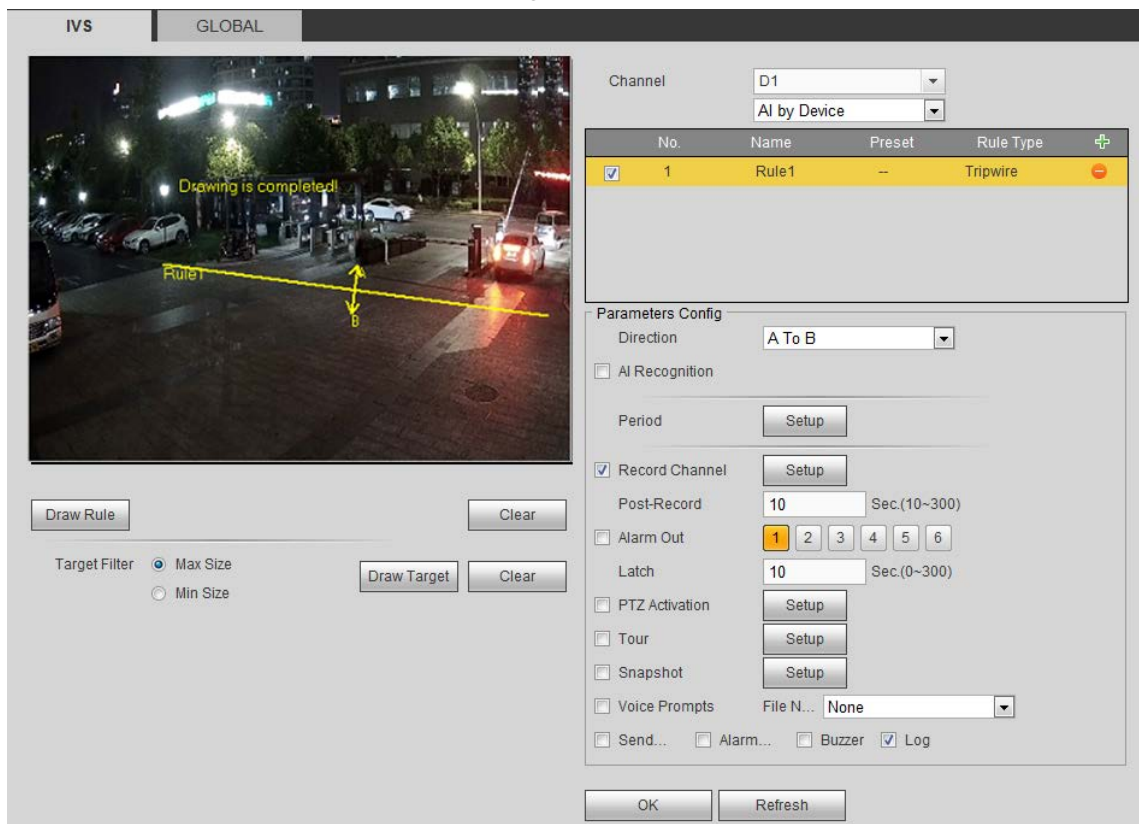 IVS GLOBAL
Drawing is completed!
Rule1
A
B
Draw Rule Clear
Target Filter Max Size Draw Target Clear
Min Size
Channel D1
AI by Device
No. Name Preset Rule Type
1 Rule1 -- Tripwire
Parameters Config
Direction A To B
AI Recognition
Period Setup
Record Channel Setup
Post-Record 10 Sec.(10~300)
Alarm Out 1 2 3 4 5 6
Latch 10 Sec.(0~300)
PTZ Activation Setup
Tour Setup
Snapshot Setup
Voice Prompts File N... None
Send... Alarm... Buzzer Log
OK Refresh